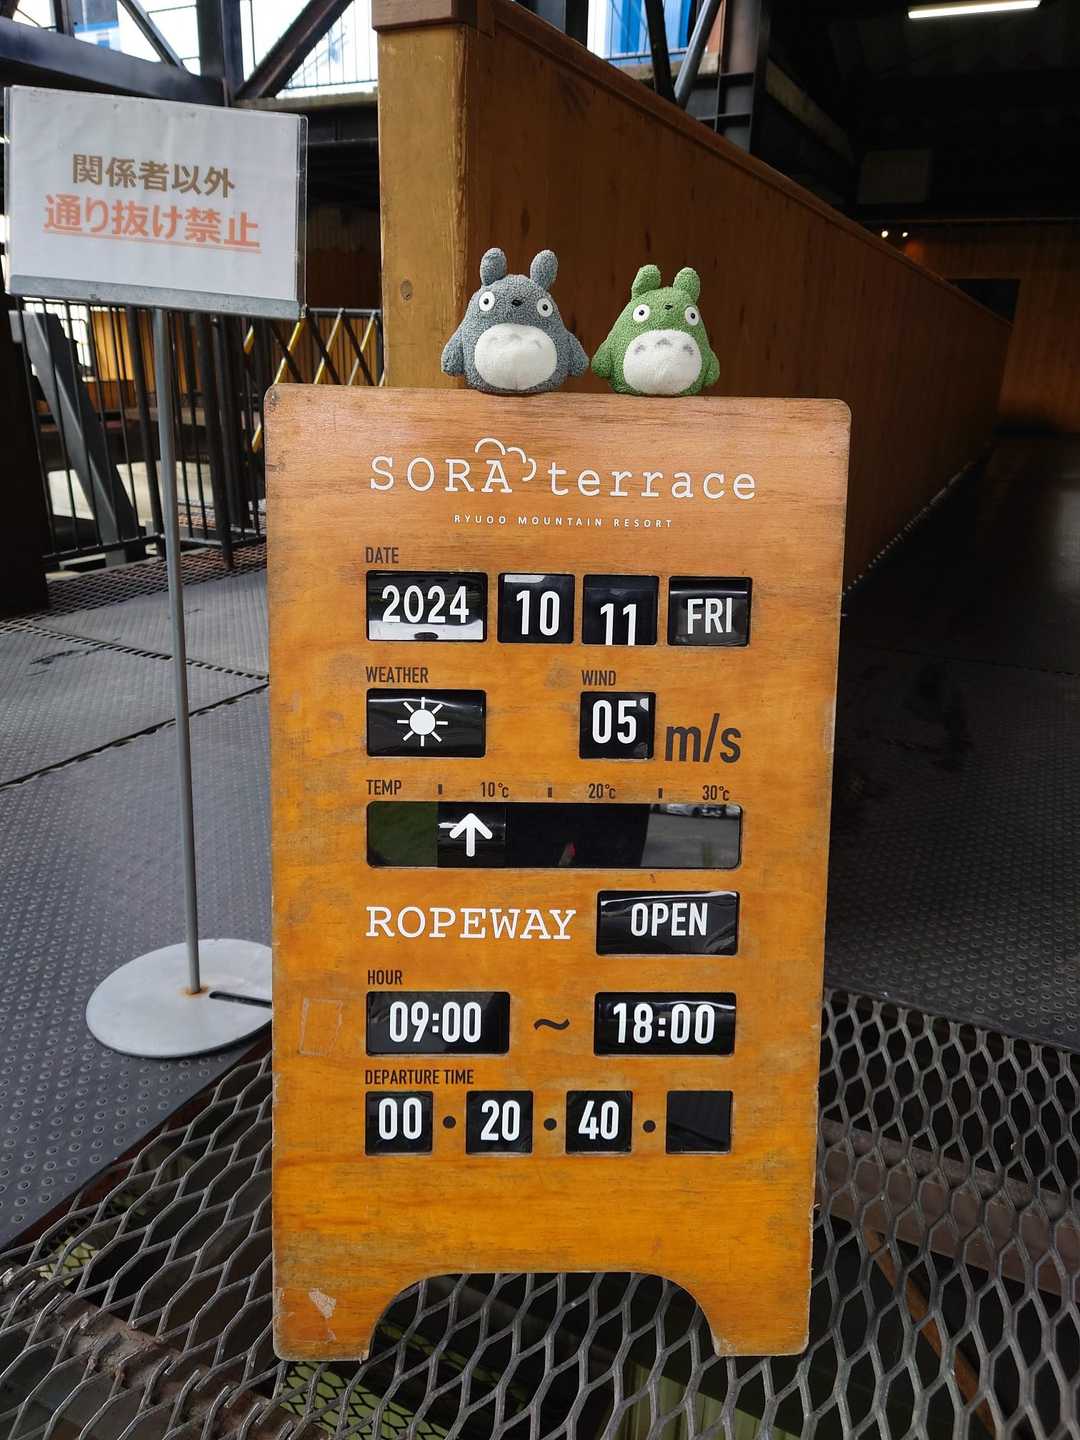 関係者以外
通り抜け禁止
SORA terrace
RYUOO MOUNTAIN RESORT
DATE
2024 10 11 FRI
WEATHER WIND
05 m/s
TEMP 10℃ 20℃ 30℃
ROPEWAY OPEN
HOUR
09:00 ~ 18:00
DEPARTURE TIME
00 • 20 • 40 •